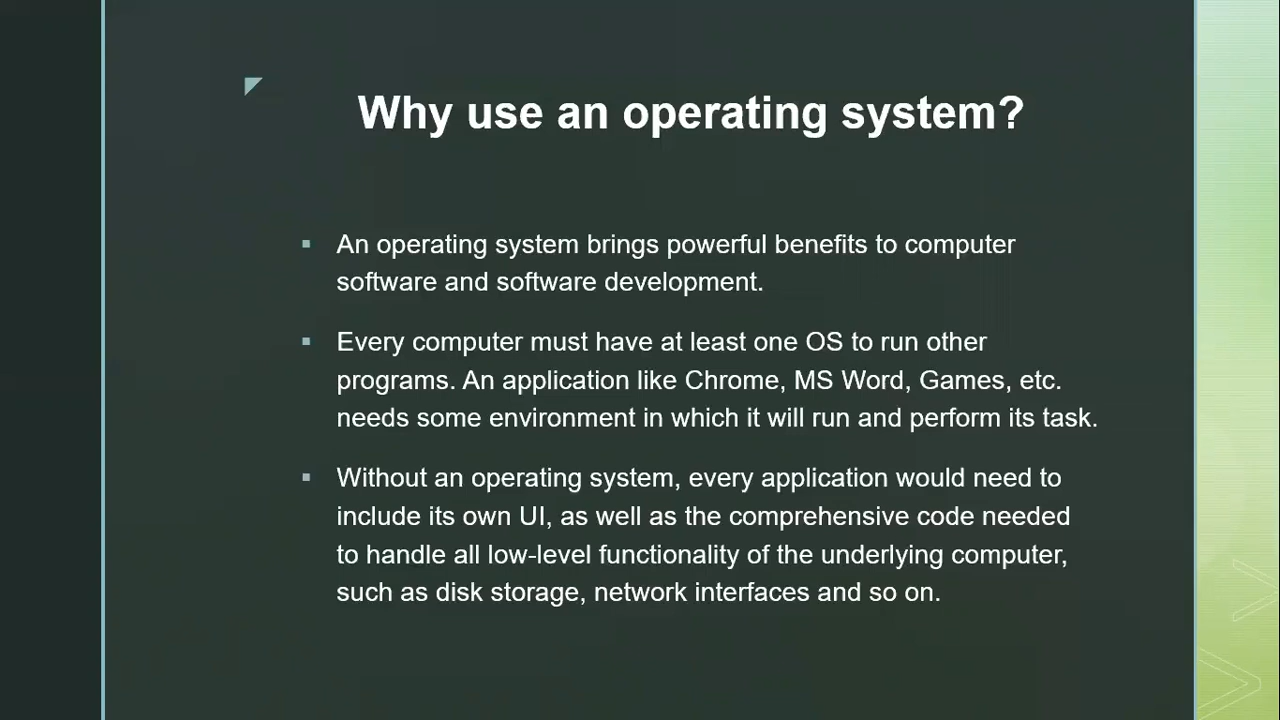 Why use an operating system?
An operating system brings powerful benefits to computer
software and software development.
Every computer must have at least one OS to run other
programs. An application like Chrome, MS Word, Games, etc.
needs some environment in which it will run and perform its task.
Without an operating system, every application would need to
include its own UI, as well as the comprehensive code needed
to handle all low-level functionality of the underlying computer,
such as disk storage, network interfaces and so on.